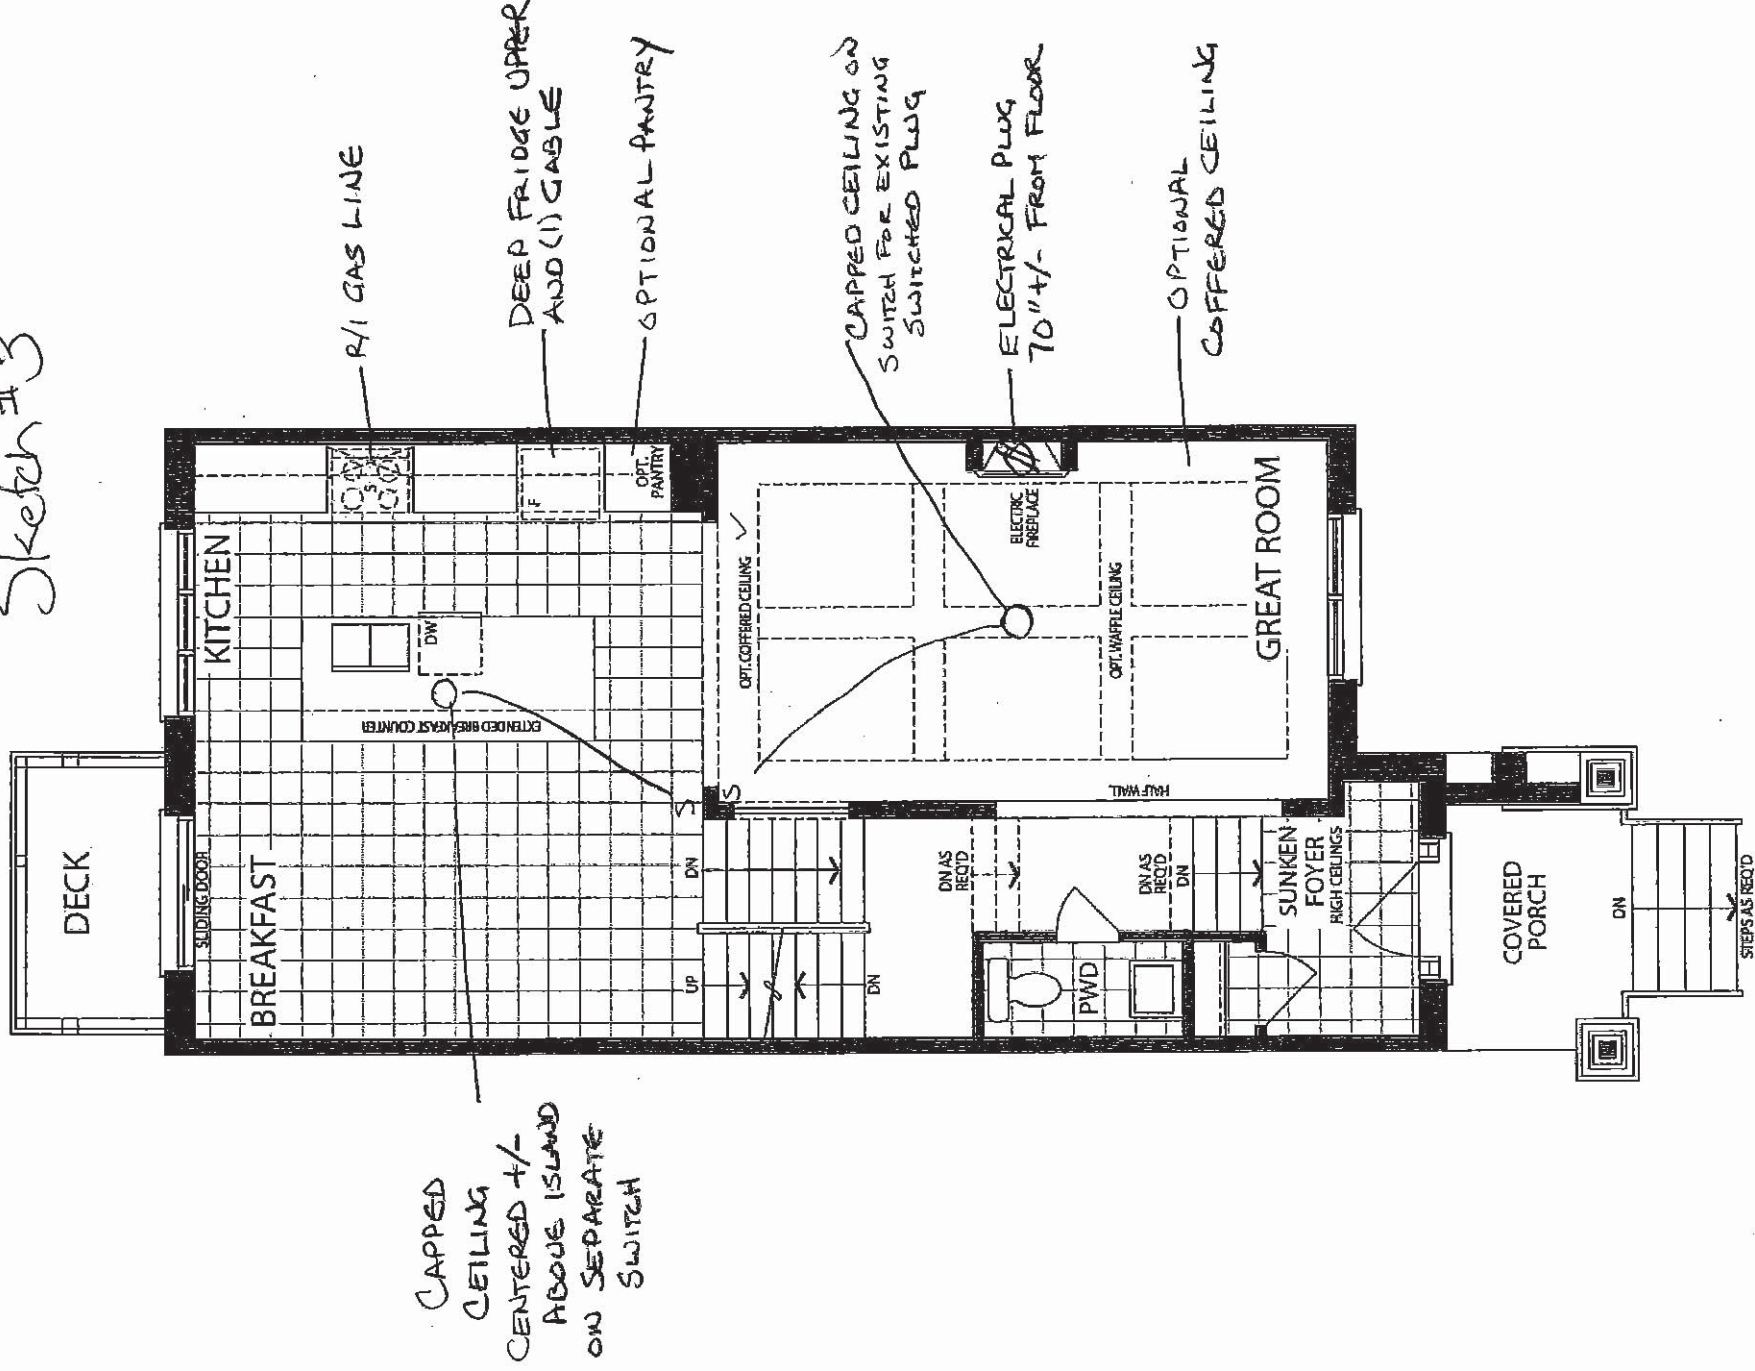 Sketch #3
R/I GAS LINE
DEEP FRIDGE UPPER
AND (1) GABLE
OPTIONAL PANTRY
CAPPED CEILING ON
SWITCH FOR EXISTING
SWITCHED PLUG
ELECTRICAL PLUG
70" +/- FROM FLOOR
OPTIONAL
COFFERED CEILING
KITCHEN
S
F
OPT.
PANTRY
DW
EXTENDED BREAKFAST COUNTER
OPT. COFFERED CEILING
ELECTRIC
FIREPLACE
OPT. WAFFLE CEILING
GREAT ROOM
HALF WALL
S
S
DECK
SLIDING DOOR
BREAKFAST
DN
UP
DN
DN AS
REQ'D
DN AS
REQ'D
DN
PWD
SUNKEN
FOYER
HIGH CEILINGS
COVERED
PORCH
DN
STEPS AS REQ'D
CAPPED
CEILING
CENTERED +/-
ABOVE ISLAND
ON SEPARATE
SWITCH